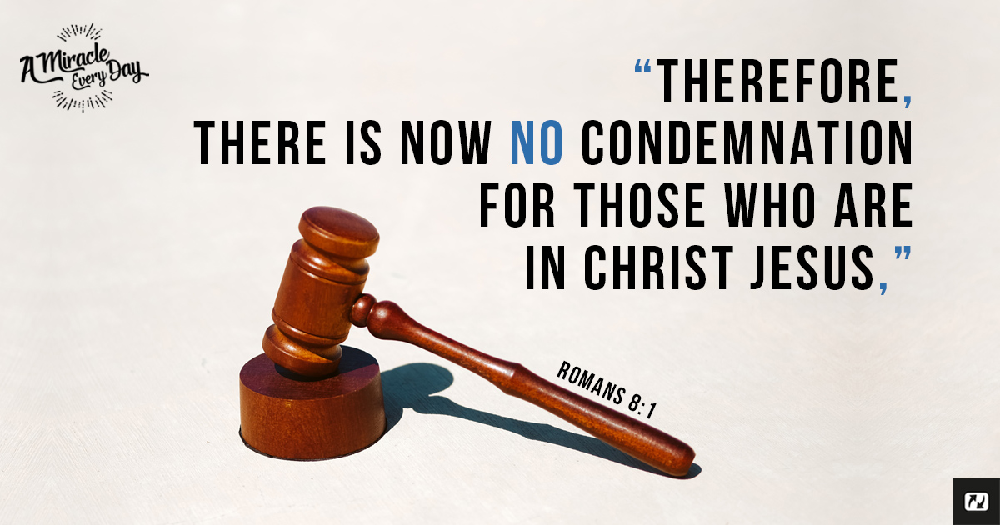 A Miracle
Every Day
“THEREFORE,
THERE IS NOW NO CONDEMNATION
FOR THOSE WHO ARE
IN CHRIST JESUS,”
ROMANS 8:1